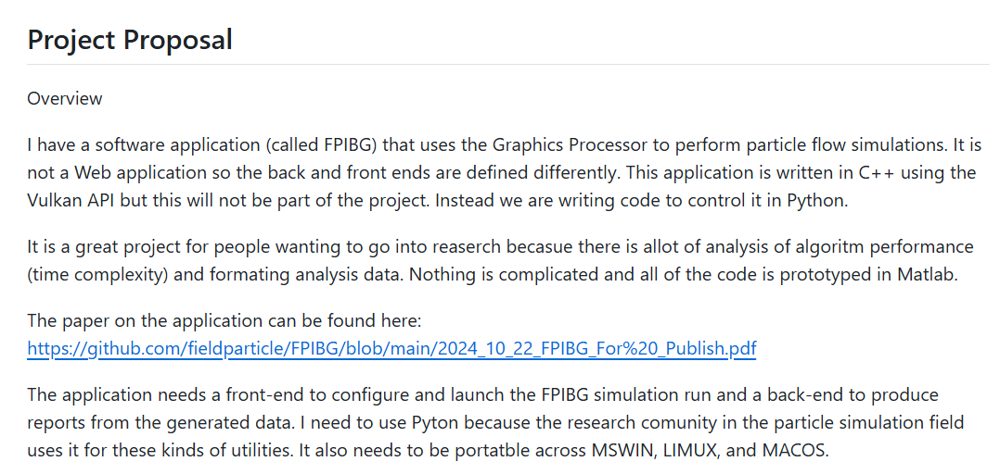 Project Proposal
Overview
I have a software application (called FPIBG) that uses the Graphics Processor to perform particle flow simulations. It is
not a Web application so the back and front ends are defined differently. This application is written in C++ using the
Vulkan API but this will not be part of the project. Instead we are writing code to control it in Python.
It is a great project for people wanting to go into reaserch becasue there is allot of analysis of algoritm performance
(time complexity) and formating analysis data. Nothing is complicated and all of the code is prototyped in Matlab.
The paper on the application can be found here:
https://github.com/fieldparticle/FPIBG/blob/main/2024_10_22_FPIBG_For%20_Publish.pdf
The application needs a front-end to configure and launch the FPIBG simulation run and a back-end to produce
reports from the generated data. I need to use Pyton because the research comunity in the particle simulation field
uses it for these kinds of utilities. It also needs to be portatble across MSWIN, LIMUX, and MACOS.